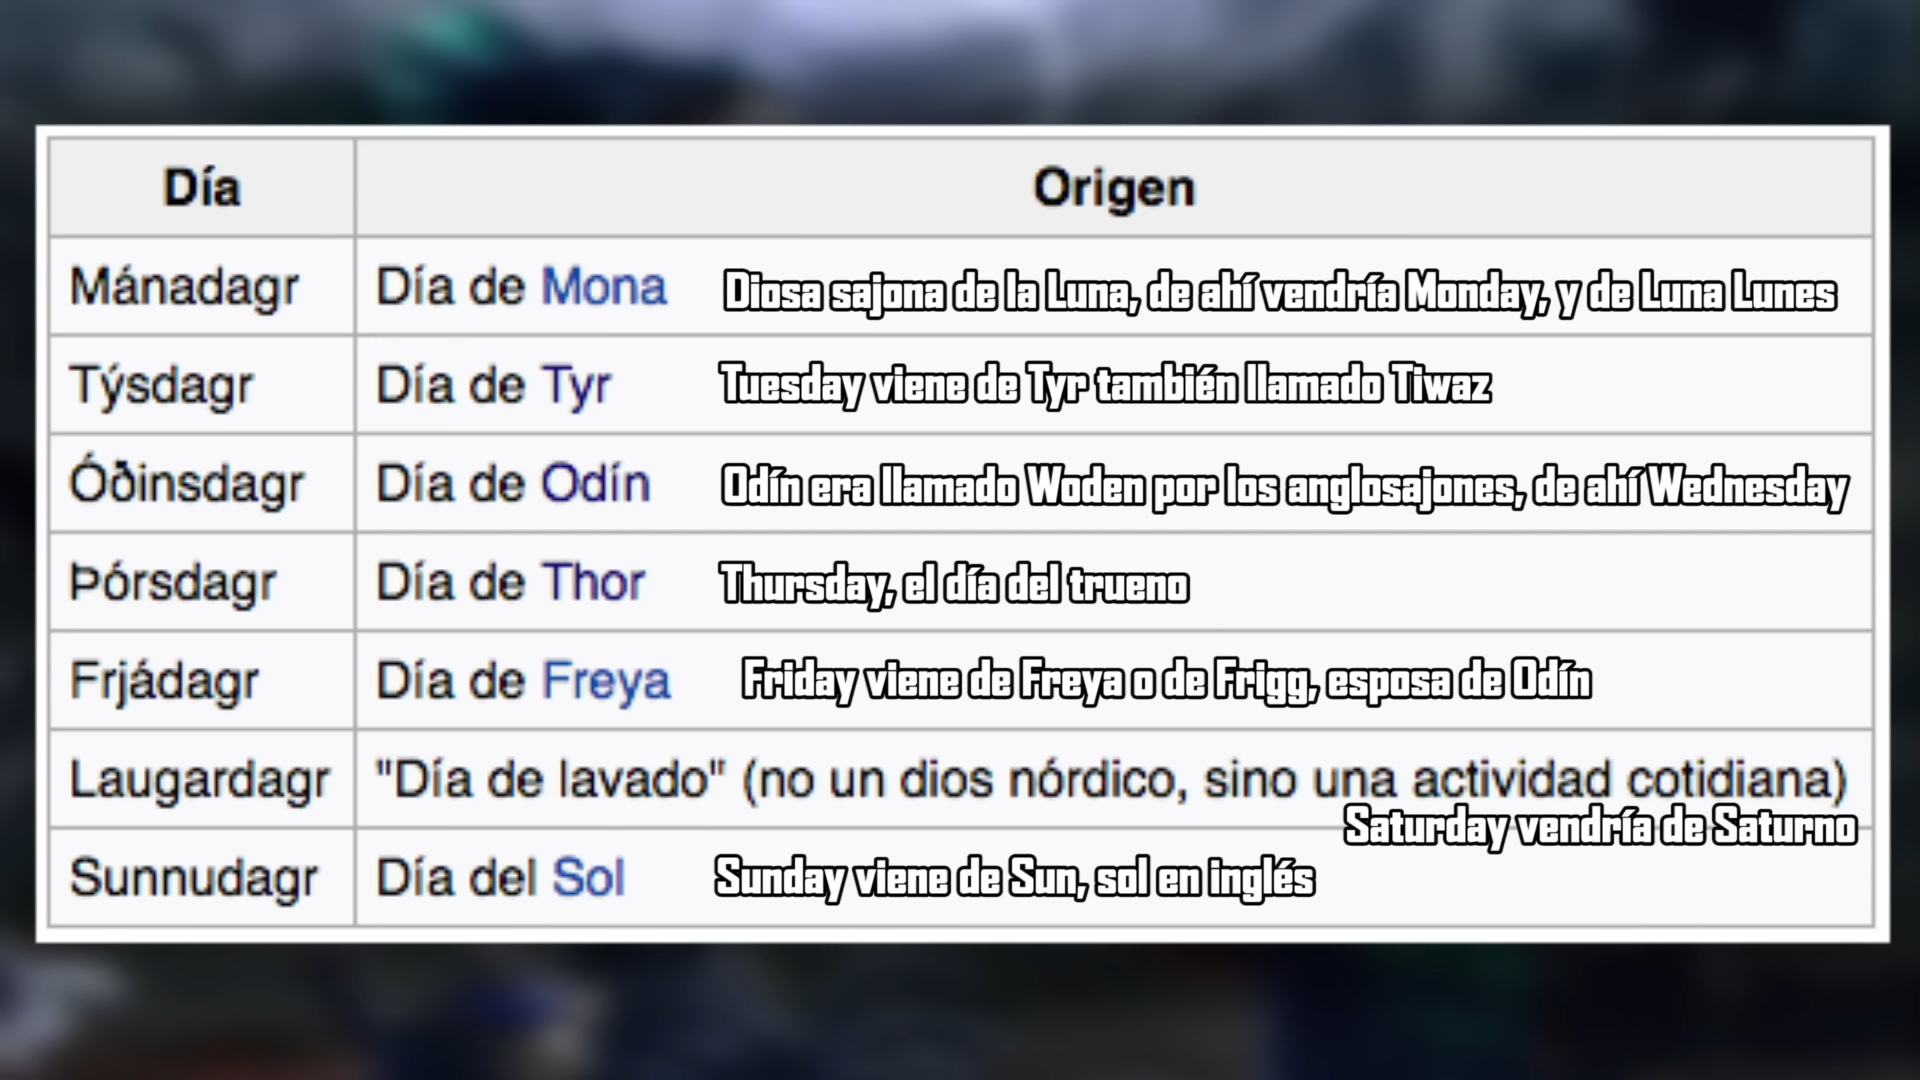 Día Origen
Mánadagr Día de Mona Diosa sajona de la Luna, de ahí vendría Monday, y de Luna Lunes
Týsdagr Día de Tyr Tuesday viene de Tyr también llamado Tiwaz
Óðinsdagr Día de Odín Odín era llamado Woden por los anglosajones, de ahí Wednesday
Þórsdagr Día de Thor Thursday, el día del trueno
Frjádagr Día de Freya Friday viene de Freya o de Frigg, esposa de Odín
Laugardagr "Día de lavado" (no un dios nórdico, sino una actividad cotidiana)
Saturday vendría de Saturno
Sunnudagr Día del Sol Sunday viene de Sun, sol en inglés